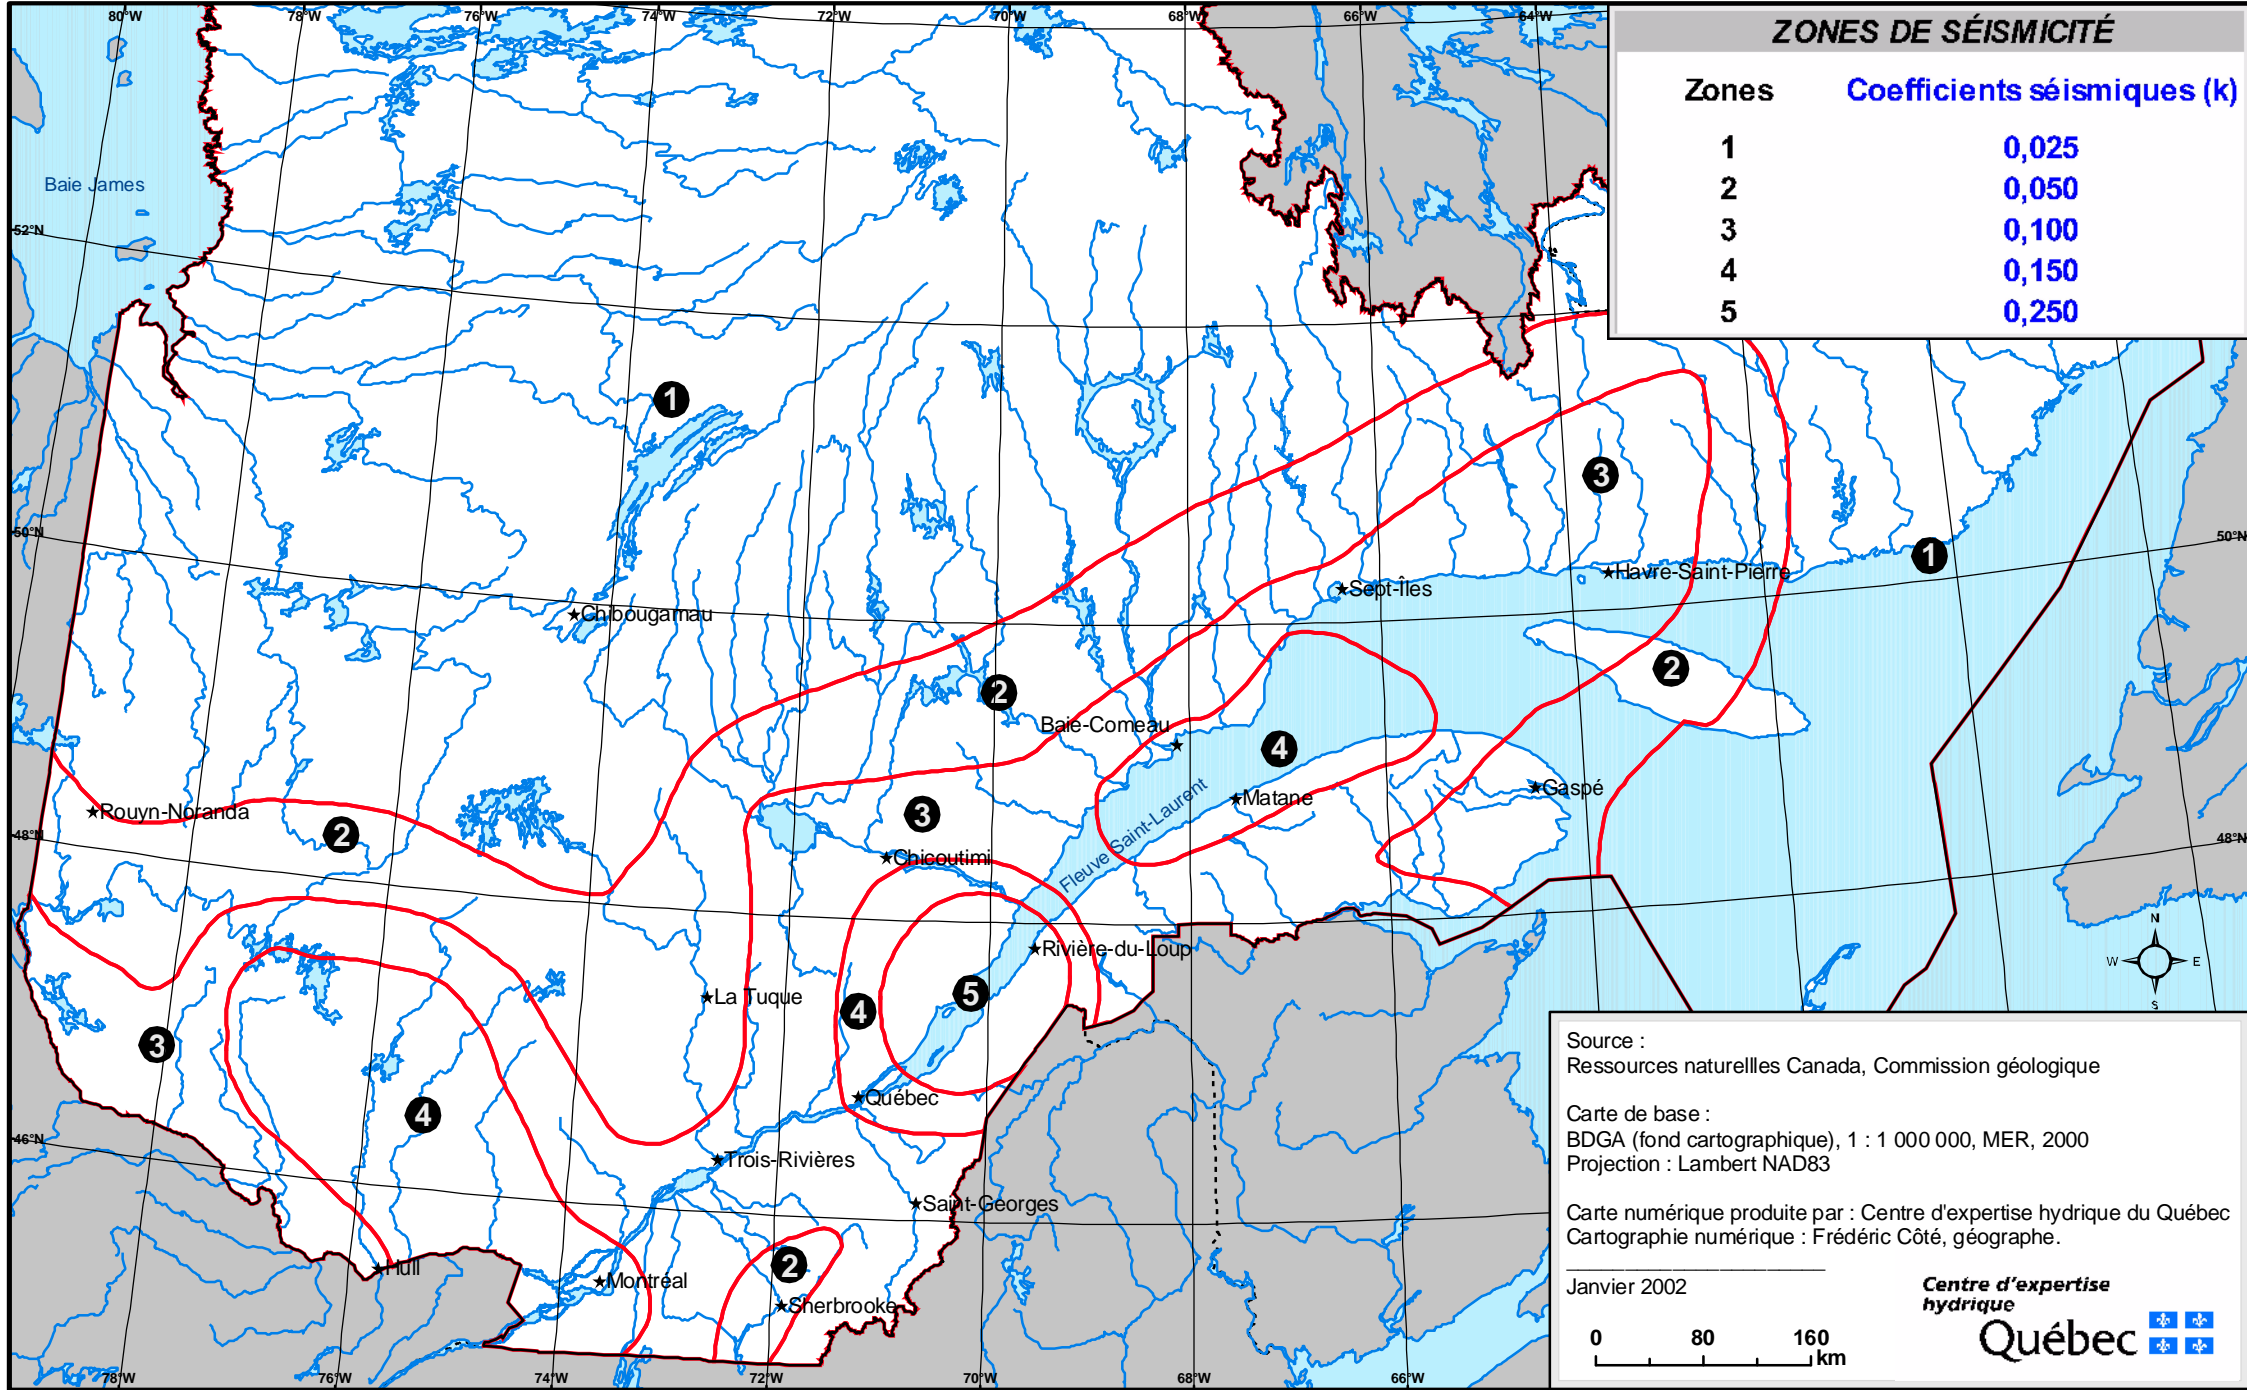 80°W 78°W 76°W 74°W 72°W 70°W 68°W 66°W 64°W
ZONES DE SÉISMICITÉ
Zones Coefficients séismiques (k)
1 0,025
2 0,050
3 0,100
4 0,150
5 0,250
Baie James
52°N
1
3
50°N
50°N
1
Havre-Saint-Pierre
Sept-Îles
Chibougamau
2
2
Baie-Comeau
4
Gaspé
Matane
Fleuve Saint-Laurent
Rouyn-Noranda
2
3
48°N
48°N
Chicoutimi
N
W E
S
Rivière-du-Loup
La Tuque
5
4
3
Québec
4
46°N
Trois-Rivières
Saint-Georges
2
Hull
Montréal
Sherbrooke
Source :
Ressources naturellles Canada, Commission géologique
Carte de base :
BDGA (fond cartographique), 1 : 1 000 000, MER, 2000
Projection : Lambert NAD83
Carte numérique produite par : Centre d'expertise hydrique du Québec
Cartographie numérique : Frédéric Côté, géographe.
Janvier 2002
Centre d'expertise
hydrique
Québec
0 80 160
km
78°W 76°W 74°W 72°W 70°W 68°W 66°W